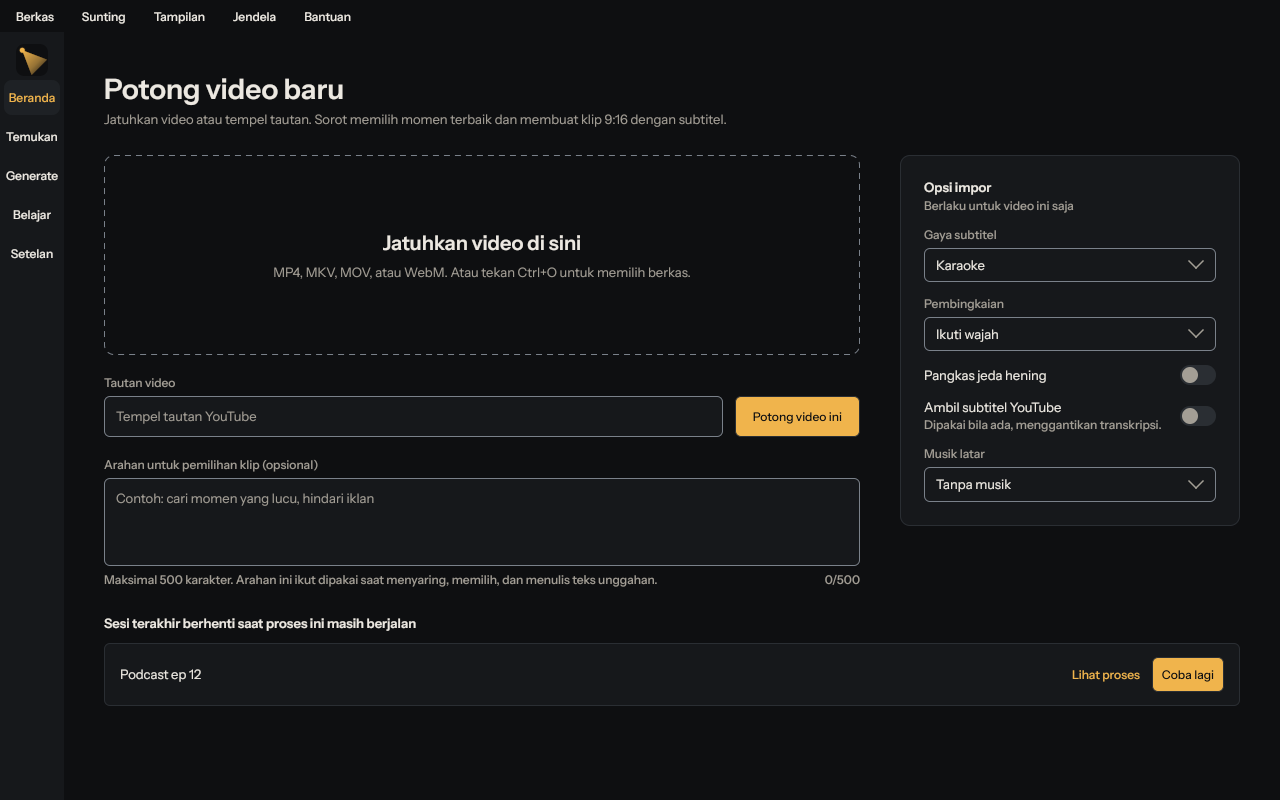 Berkas
Sunting
Tampilan
Jendela
Bantuan
Beranda
Temukan
Generate
Belajar
Setelan
Potong video baru
Jatuhkan video atau tempel tautan. Sorot memilih momen terbaik dan membuat klip 9:16 dengan subtitel.
Jatuhkan video di sini
MP4, MKV, MOV, atau WebM. Atau tekan Ctrl+O untuk memilih berkas.
Tautan video
Tempel tautan YouTube
Potong video ini
Arahan untuk pemilihan klip (opsional)
Contoh: cari momen yang lucu, hindari iklan
Maksimal 500 karakter. Arahan ini ikut dipakai saat menyaring, memilih, dan menulis teks unggahan.
0/500
Opsi impor
Berlaku untuk video ini saja
Gaya subtitel
Karaoke
Pembingkaian
Ikuti wajah
Pangkas jeda hening
Ambil subtitel YouTube
Dipakai bila ada, menggantikan transkripsi.
Musik latar
Tanpa musik
Sesi terakhir berhenti saat proses ini masih berjalan
Podcast ep 12
Lihat proses
Coba lagi